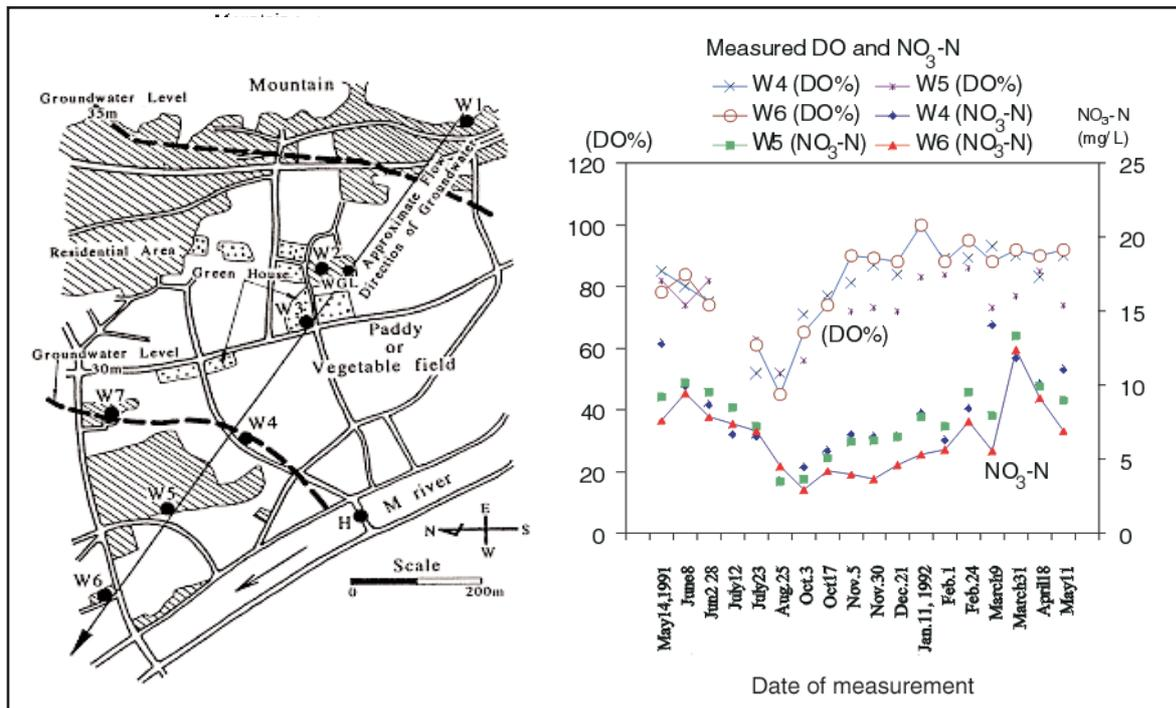 Mountain
Groundwater Level
35m
W1
Approximate Flow
Direction of Groundwater
Residential Area
W2
Green House
WGL
W3
Paddy
or
Vegetable field
Groundwater Level
30m
W7
W4
W5
M river
H
E
N S
W
Scale
0 200m
W6
Measured DO and NO3-N
W4 (DO%) W5 (DO%)
W6 (DO%) W4 (NO3-N)
W5 (NO3-N) W6 (NO3-N)
(DO%)
NO3-N
(mg/L)
120 25
100
20
80
15
60
10
40
5
20
0 0
(DO%)
NO3-N
May14,1991
June8
Jun2 28
July12
July23
Aug.25
Oct.3
Oct17
Nov.5
Nov.30
Dec.21
Jan.11, 1992
Feb.1
Feb.24
March9
March31
April18
May11
Date of measurement